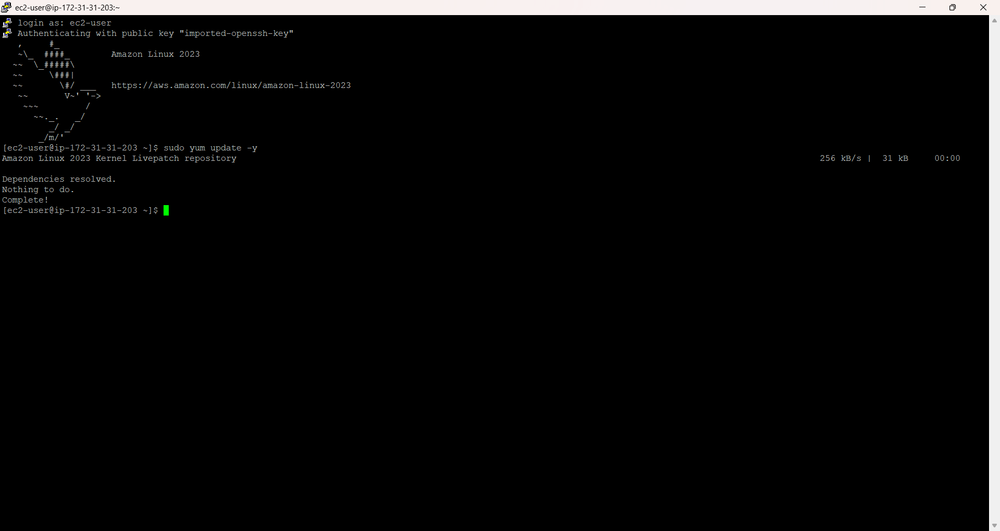 ec2-user@ip-172-31-31-203:~
login as: ec2-user
Authenticating with public key "imported-openssh-key"
   ,     #_
   ~\_  ####_        Amazon Linux 2023
  ~~  \_#####\
  ~~     \###|
  ~~       \#/ ___   https://aws.amazon.com/linux/amazon-linux-2023
   ~~       V~' '->
    ~~~         /
      ~~._.   _/
         _/ _/
       _/m/'
[ec2-user@ip-172-31-31-203 ~]$ sudo yum update -y
Amazon Linux 2023 Kernel Livepatch repository 256 kB/s | 31 kB 00:00
Dependencies resolved.
Nothing to do.
Complete!
[ec2-user@ip-172-31-31-203 ~]$